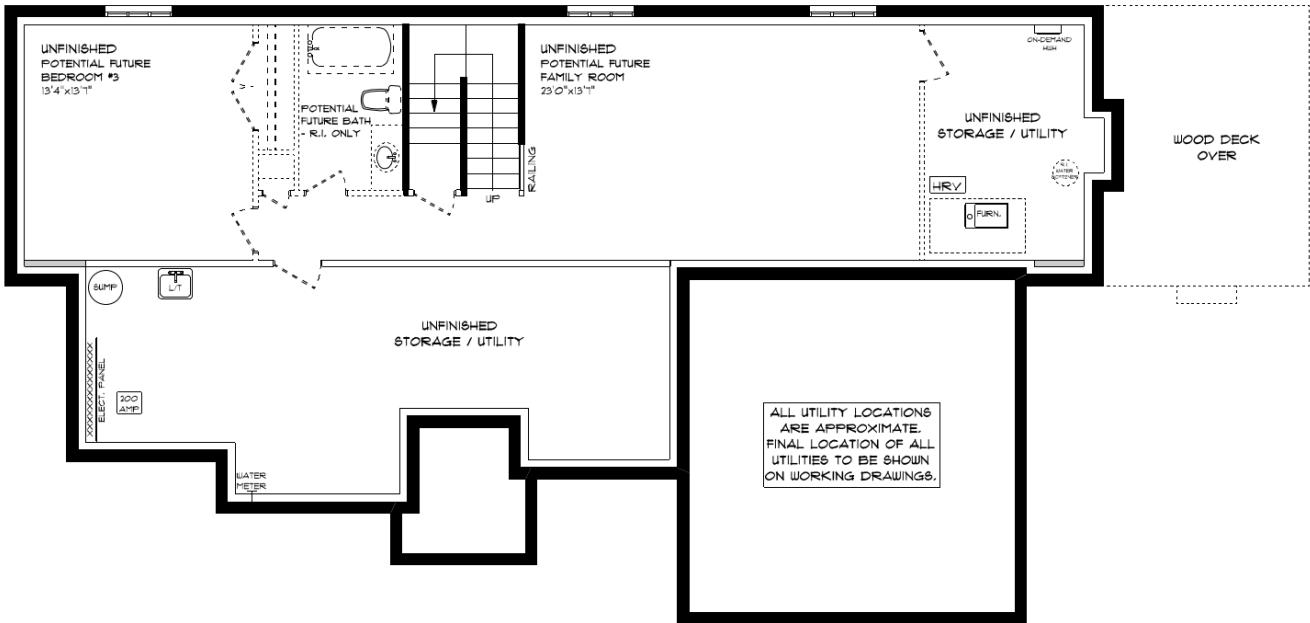 UNFINISHED
POTENTIAL FUTURE
BEDROOM #3
13'4"x13'7"
POTENTIAL
FUTURE BATH
- R.I. ONLY
UP
RAILING
UNFINISHED
POTENTIAL FUTURE
FAMILY ROOM
23'0"x13'7"
ON-DEMAND
UNFINISHED
STORAGE / UTILITY
WATER
SOFTENER
HRV
FURN.
WOOD DECK
OVER
SUMP
L/T
UNFINISHED
STORAGE / UTILITY
ELECT. PANEL
200
AMP
WATER
METER
ALL UTILITY LOCATIONS
ARE APPROXIMATE.
FINAL LOCATION OF ALL
UTILITIES TO BE SHOWN
ON WORKING DRAWINGS.